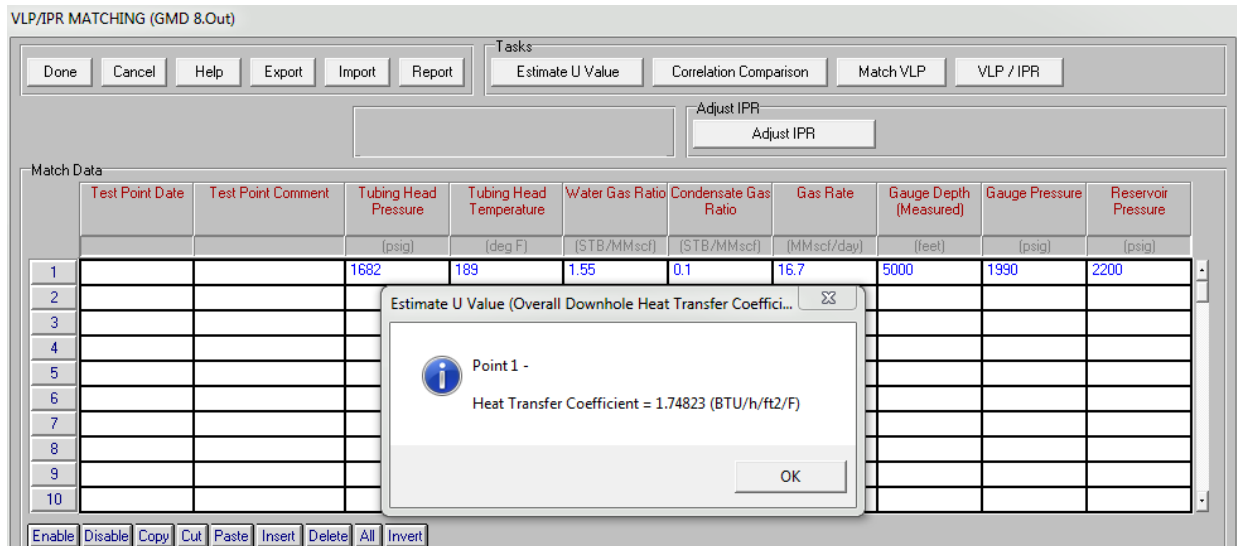 VLP/IPR MATCHING (GMD 8.Out)
Tasks
Done Cancel Help Export Import Report Estimate U Value Correlation Comparison Match VLP VLP / IPR
Adjust IPR
Adjust IPR
Match Data
Test Point Date Test Point Comment Tubing Head Pressure Tubing Head Temperature Water Gas Ratio Condensate Gas Ratio Gas Rate Gauge Depth (Measured) Gauge Pressure Reservoir Pressure
(psig) (deg F) (STB/MMscf) (STB/MMscf) (MMscf/day) (feet) (psig) (psig)
1 1682 189 1.55 0.1 16.7 5000 1990 2200
2
3
4
5
6
7
8
9
10
Estimate U Value (Overall Downhole Heat Transfer Coeffici...
Point 1 -
Heat Transfer Coefficient = 1.74823 (BTU/h/ft2/F)
OK
Enable Disable Copy Cut Paste Insert Delete All Invert